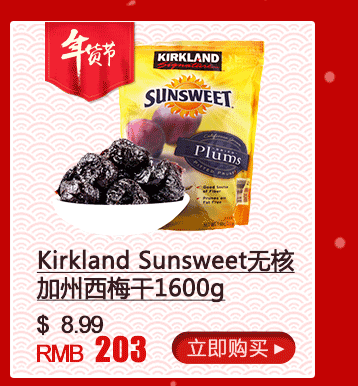 年货节
KIRKLAND
Signature
SUNSWEET
Plums
Kirkland Sunsweet无核
加州西梅干1600g
$ 8.99
RMB 203
立即购买